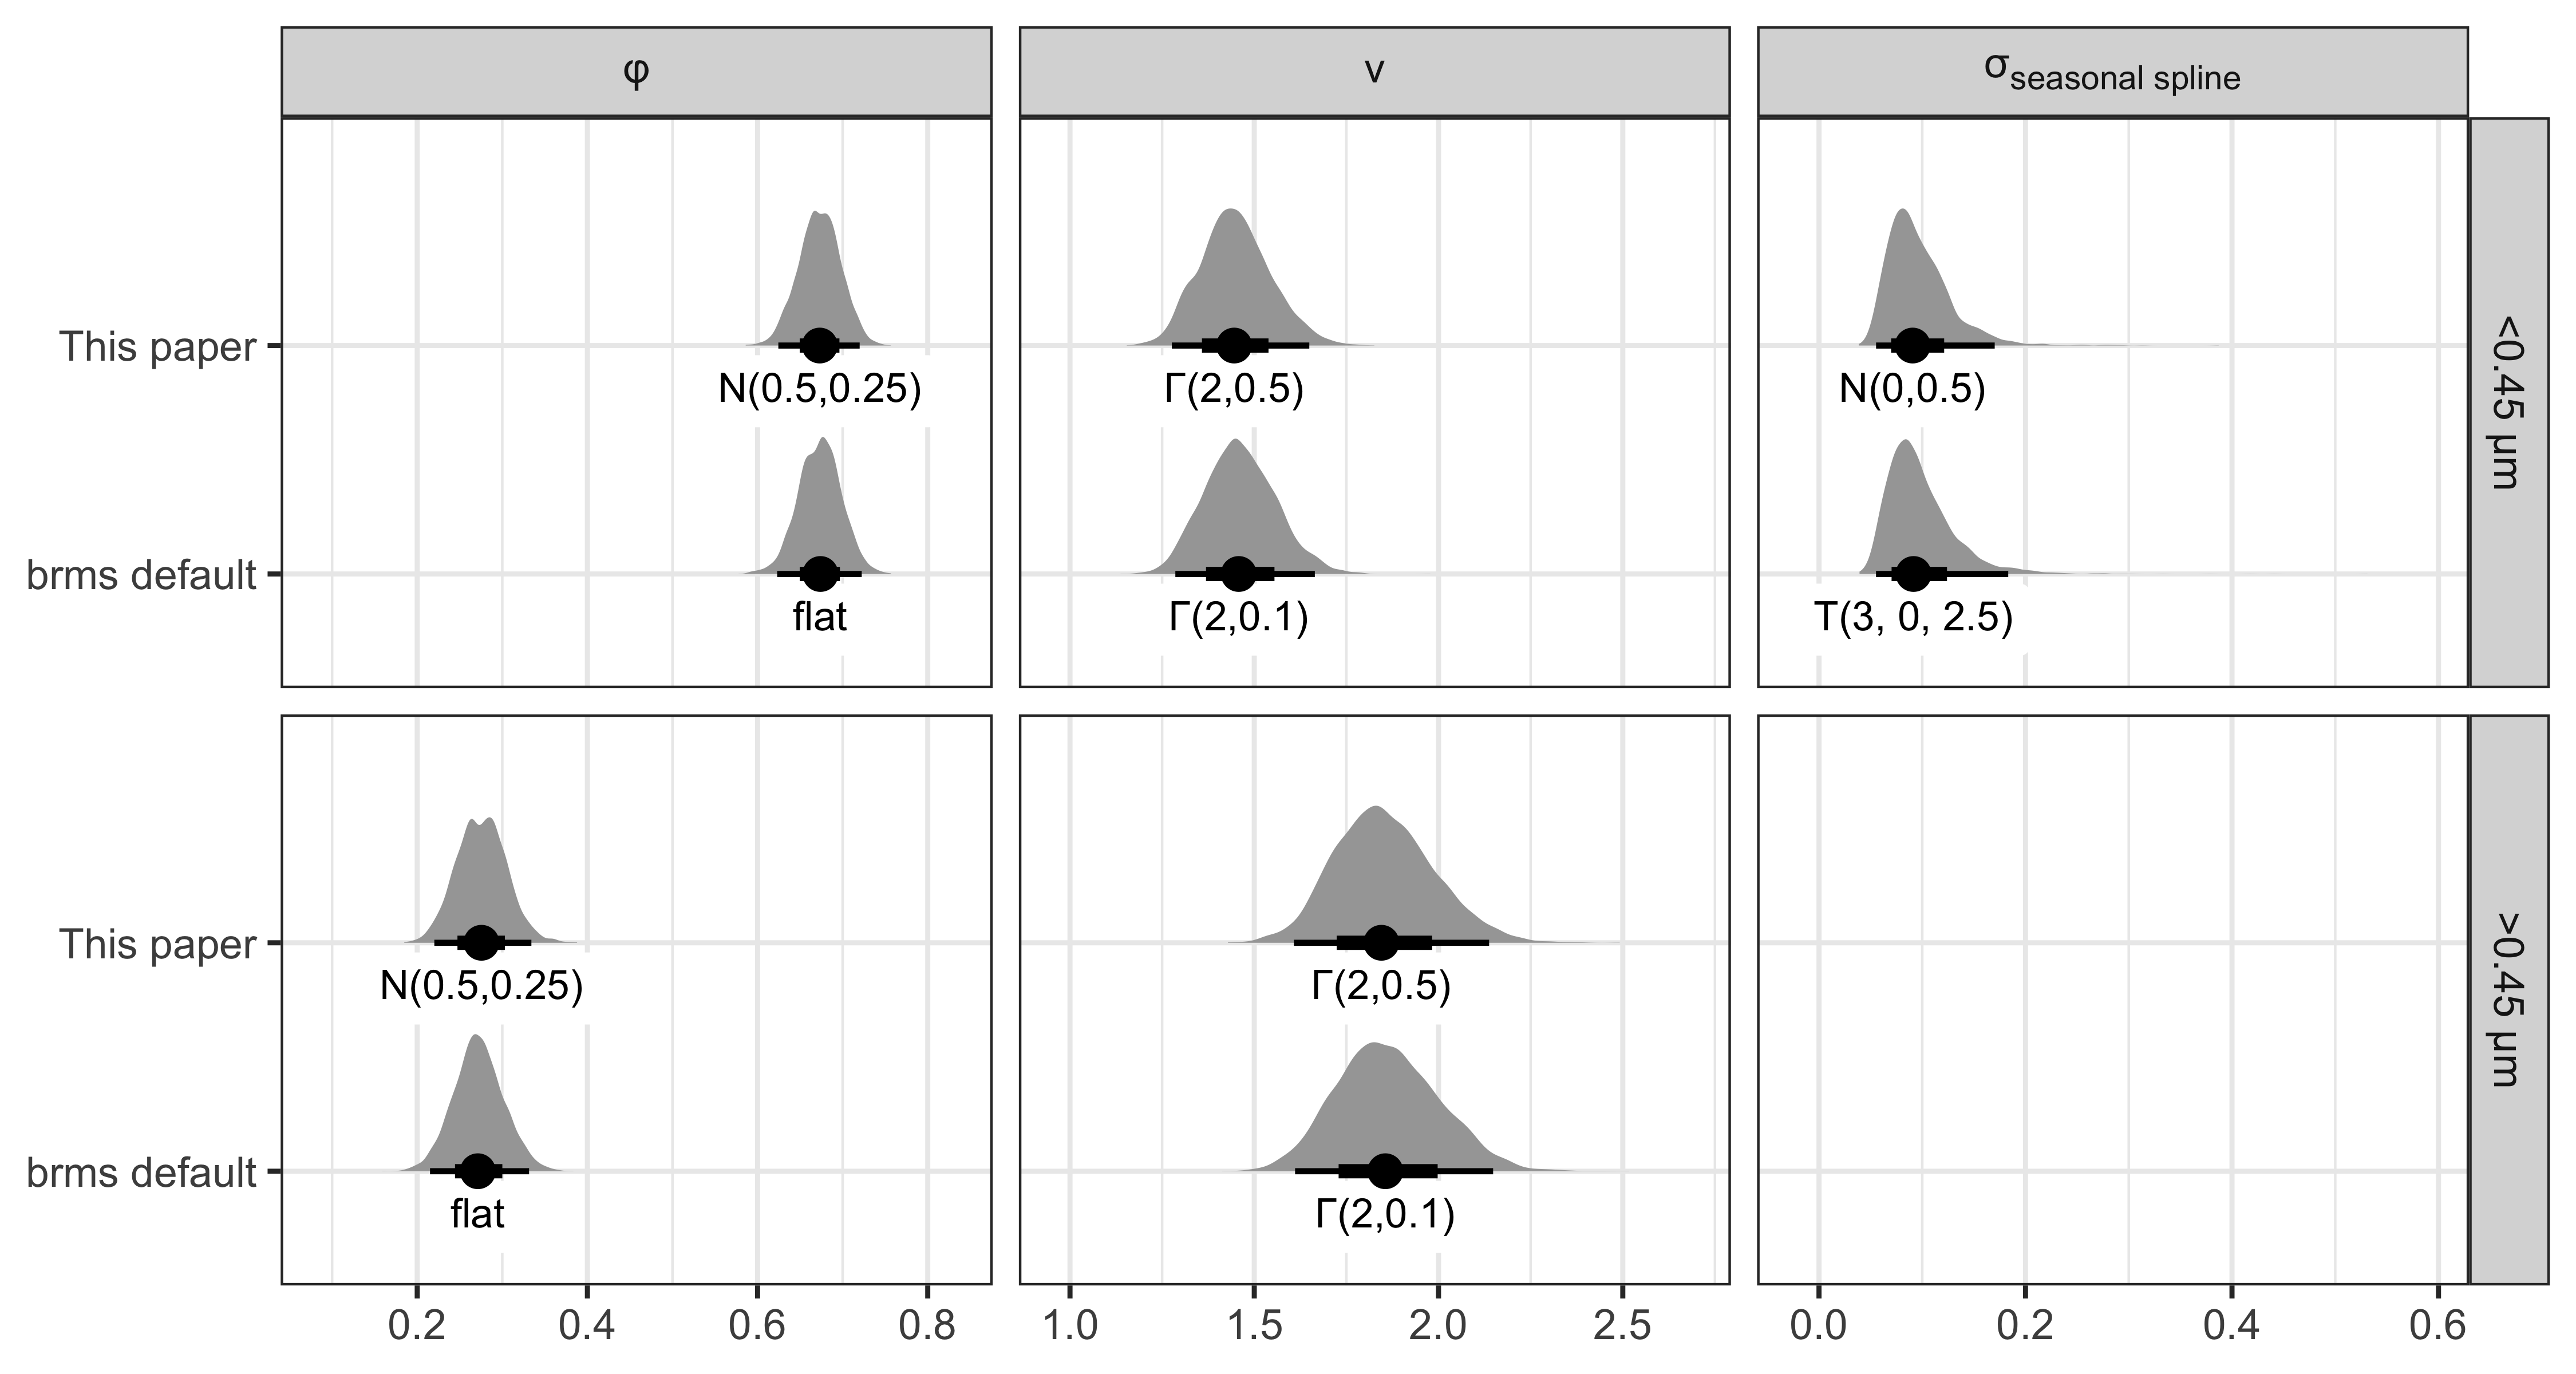 φ
ν
σseasonal spline
This paper
N(0.5,0.25)
Γ(2,0.5)
N(0,0.5)
brms default
flat
Γ(2,0.1)
T(3, 0, 2.5)
<0.45 μm
This paper
N(0.5,0.25)
Γ(2,0.5)
brms default
flat
Γ(2,0.1)
>0.45 μm
0.2 0.4 0.6 0.8
1.0 1.5 2.0 2.5
0.0 0.2 0.4 0.6